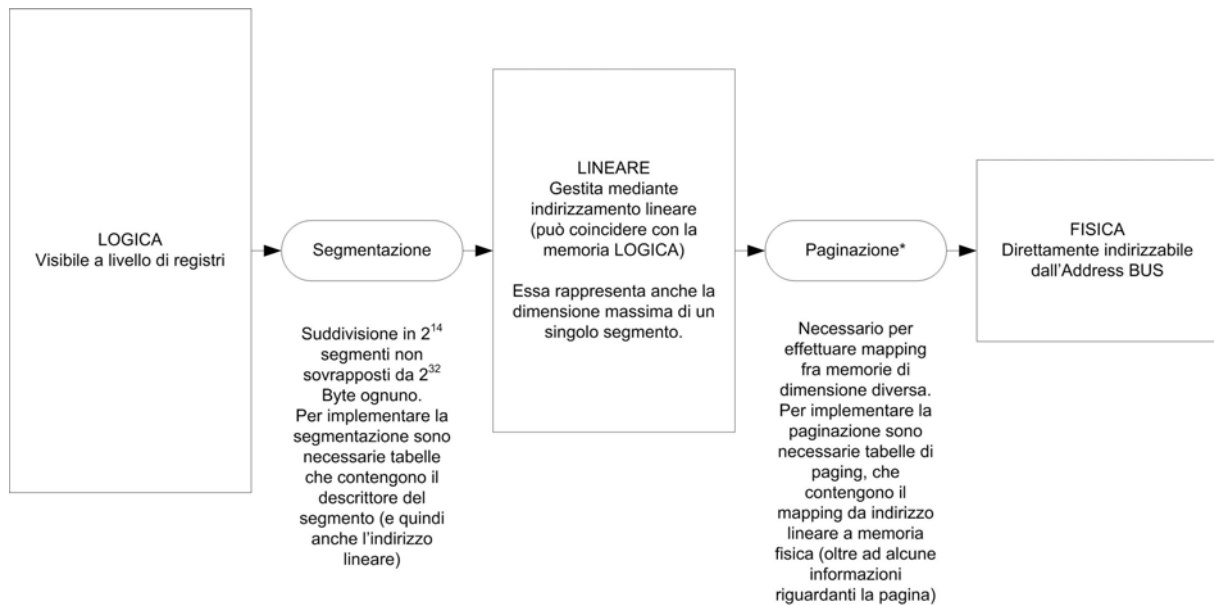 LOGICA
Visibile a livello di registri
Segmentazione
Suddivisione in 2^14
segmenti non
sovrapposti da 2^32
Byte ognuno.
Per implementare la
segmentazione sono
necessarie tabelle
che contengono il
descrittore del
segmento (e quindi
anche l'indirizzo
lineare)
LINEARE
Gestita mediante
indirizzamento lineare
(può coincidere con la
memoria LOGICA)
Essa rappresenta anche la
dimensione massima di un
singolo segmento.
Paginazione*
Necessario per
effettuare mapping
fra memorie di
dimensione diversa.
Per implementare la
paginazione sono
necessarie tabelle di
paging, che
contengono il
mapping da indirizzo
lineare a memoria
fisica (oltre ad alcune
informazioni
riguardanti la pagina)
FISICA
Direttamente indirizzabile
dall'Address BUS